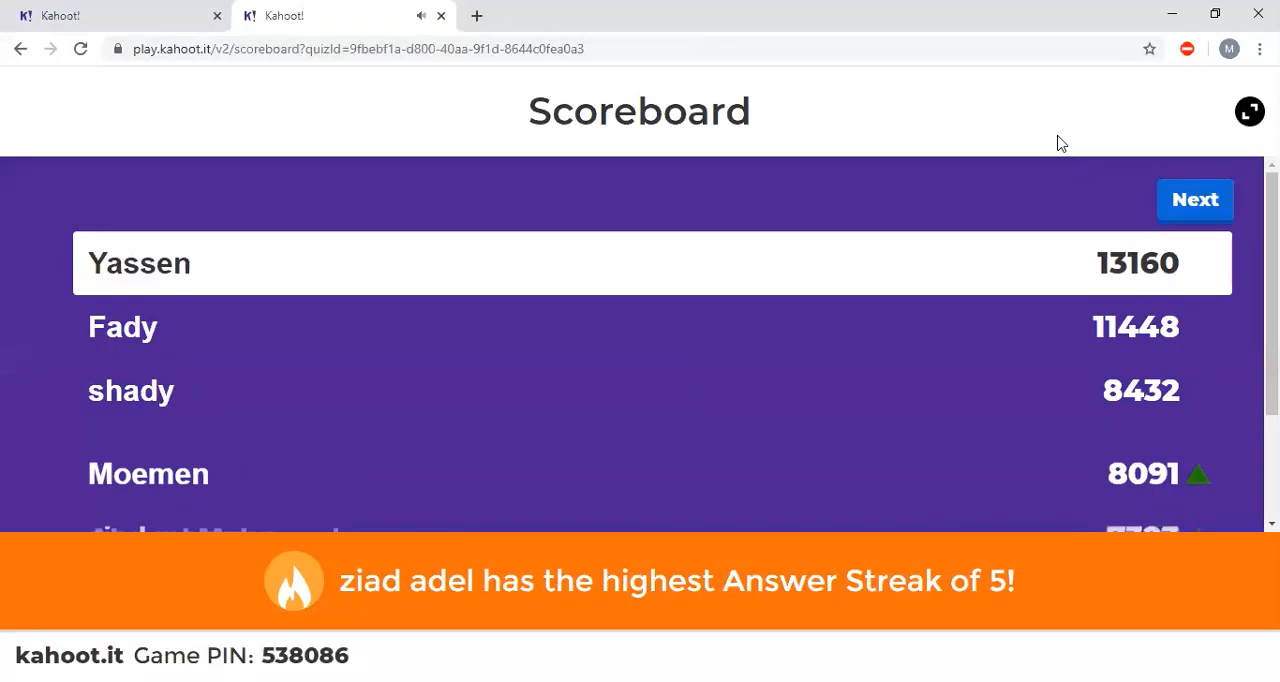 K! Kahoot!
K! Kahoot!
play.kahoot.it/v2/scoreboard?quizId=9fbebf1a-d800-40aa-9f1d-8644c0fea0a3
M
Scoreboard
Next
Yassen 13160
Fady 11448
shady 8432
Moemen 8091
ziad adel has the highest Answer Streak of 5!
kahoot.it Game PIN: 538086